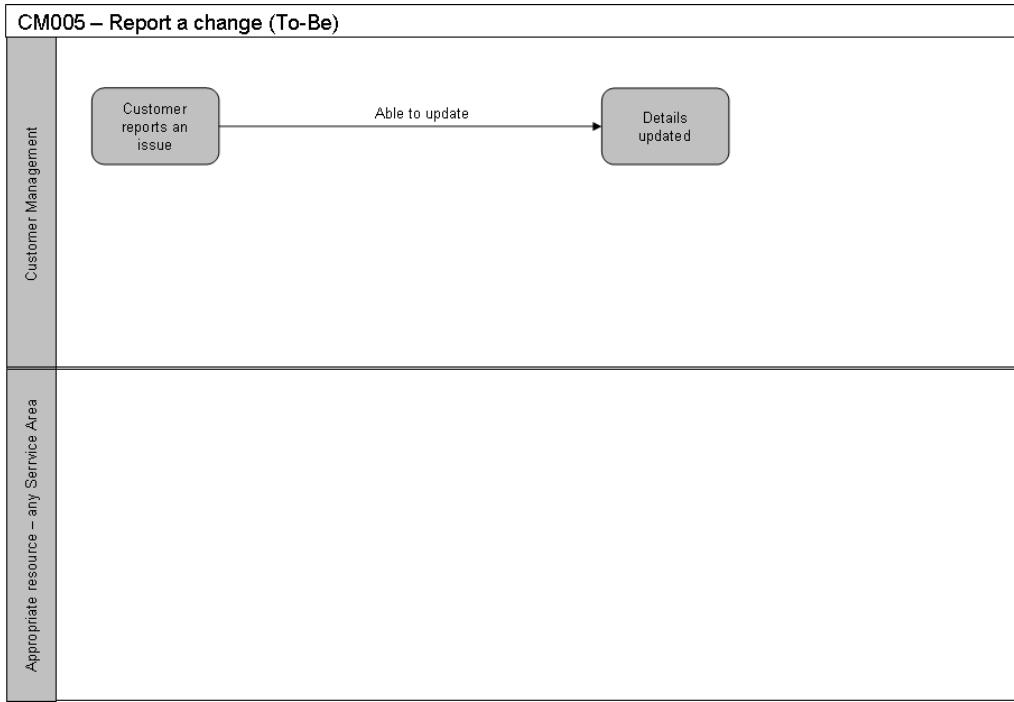 CM005 – Report a change (To-Be)
Customer Management
Customer
reports an
issue
Able to update
Details
updated
Appropriate resource – any Serrvice Area